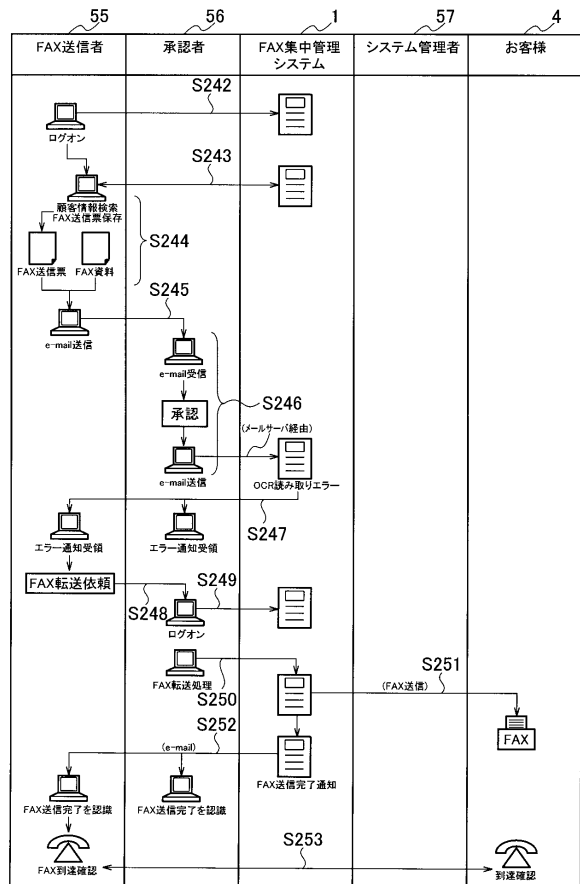 55
56
1
57
4
FAX送信者
承認者
FAX集中管理
システム
システム管理者
お客様
S242
ログオン
S243
顧客情報検索
FAX送信票保存
S244
FAX送信票
FAX資料
S245
e-mail送信
e-mail受信
S246
承認
(メールサーバ経由)
e-mail送信
OCR読み取りエラー
S247
エラー通知受領
エラー通知受領
FAX転送依頼
S248
S249
ログオン
FAX転送処理
S250
S251
(FAX送信)
FAX
S252
(e-mail)
FAX送信完了通知
FAX送信完了を認識
FAX送信完了を認識
S253
FAX到達確認
到達確認